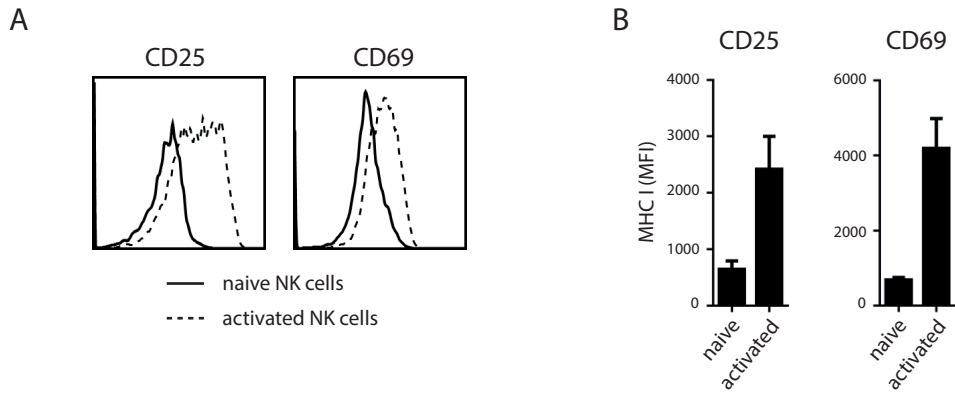 A
CD25
CD69
naive NK cells
activated NK cells
B
CD25
CD69
MHC I (MFI)
4000
3000
2000
1000
0
naive
activated
6000
4000
2000
0
naive
activated